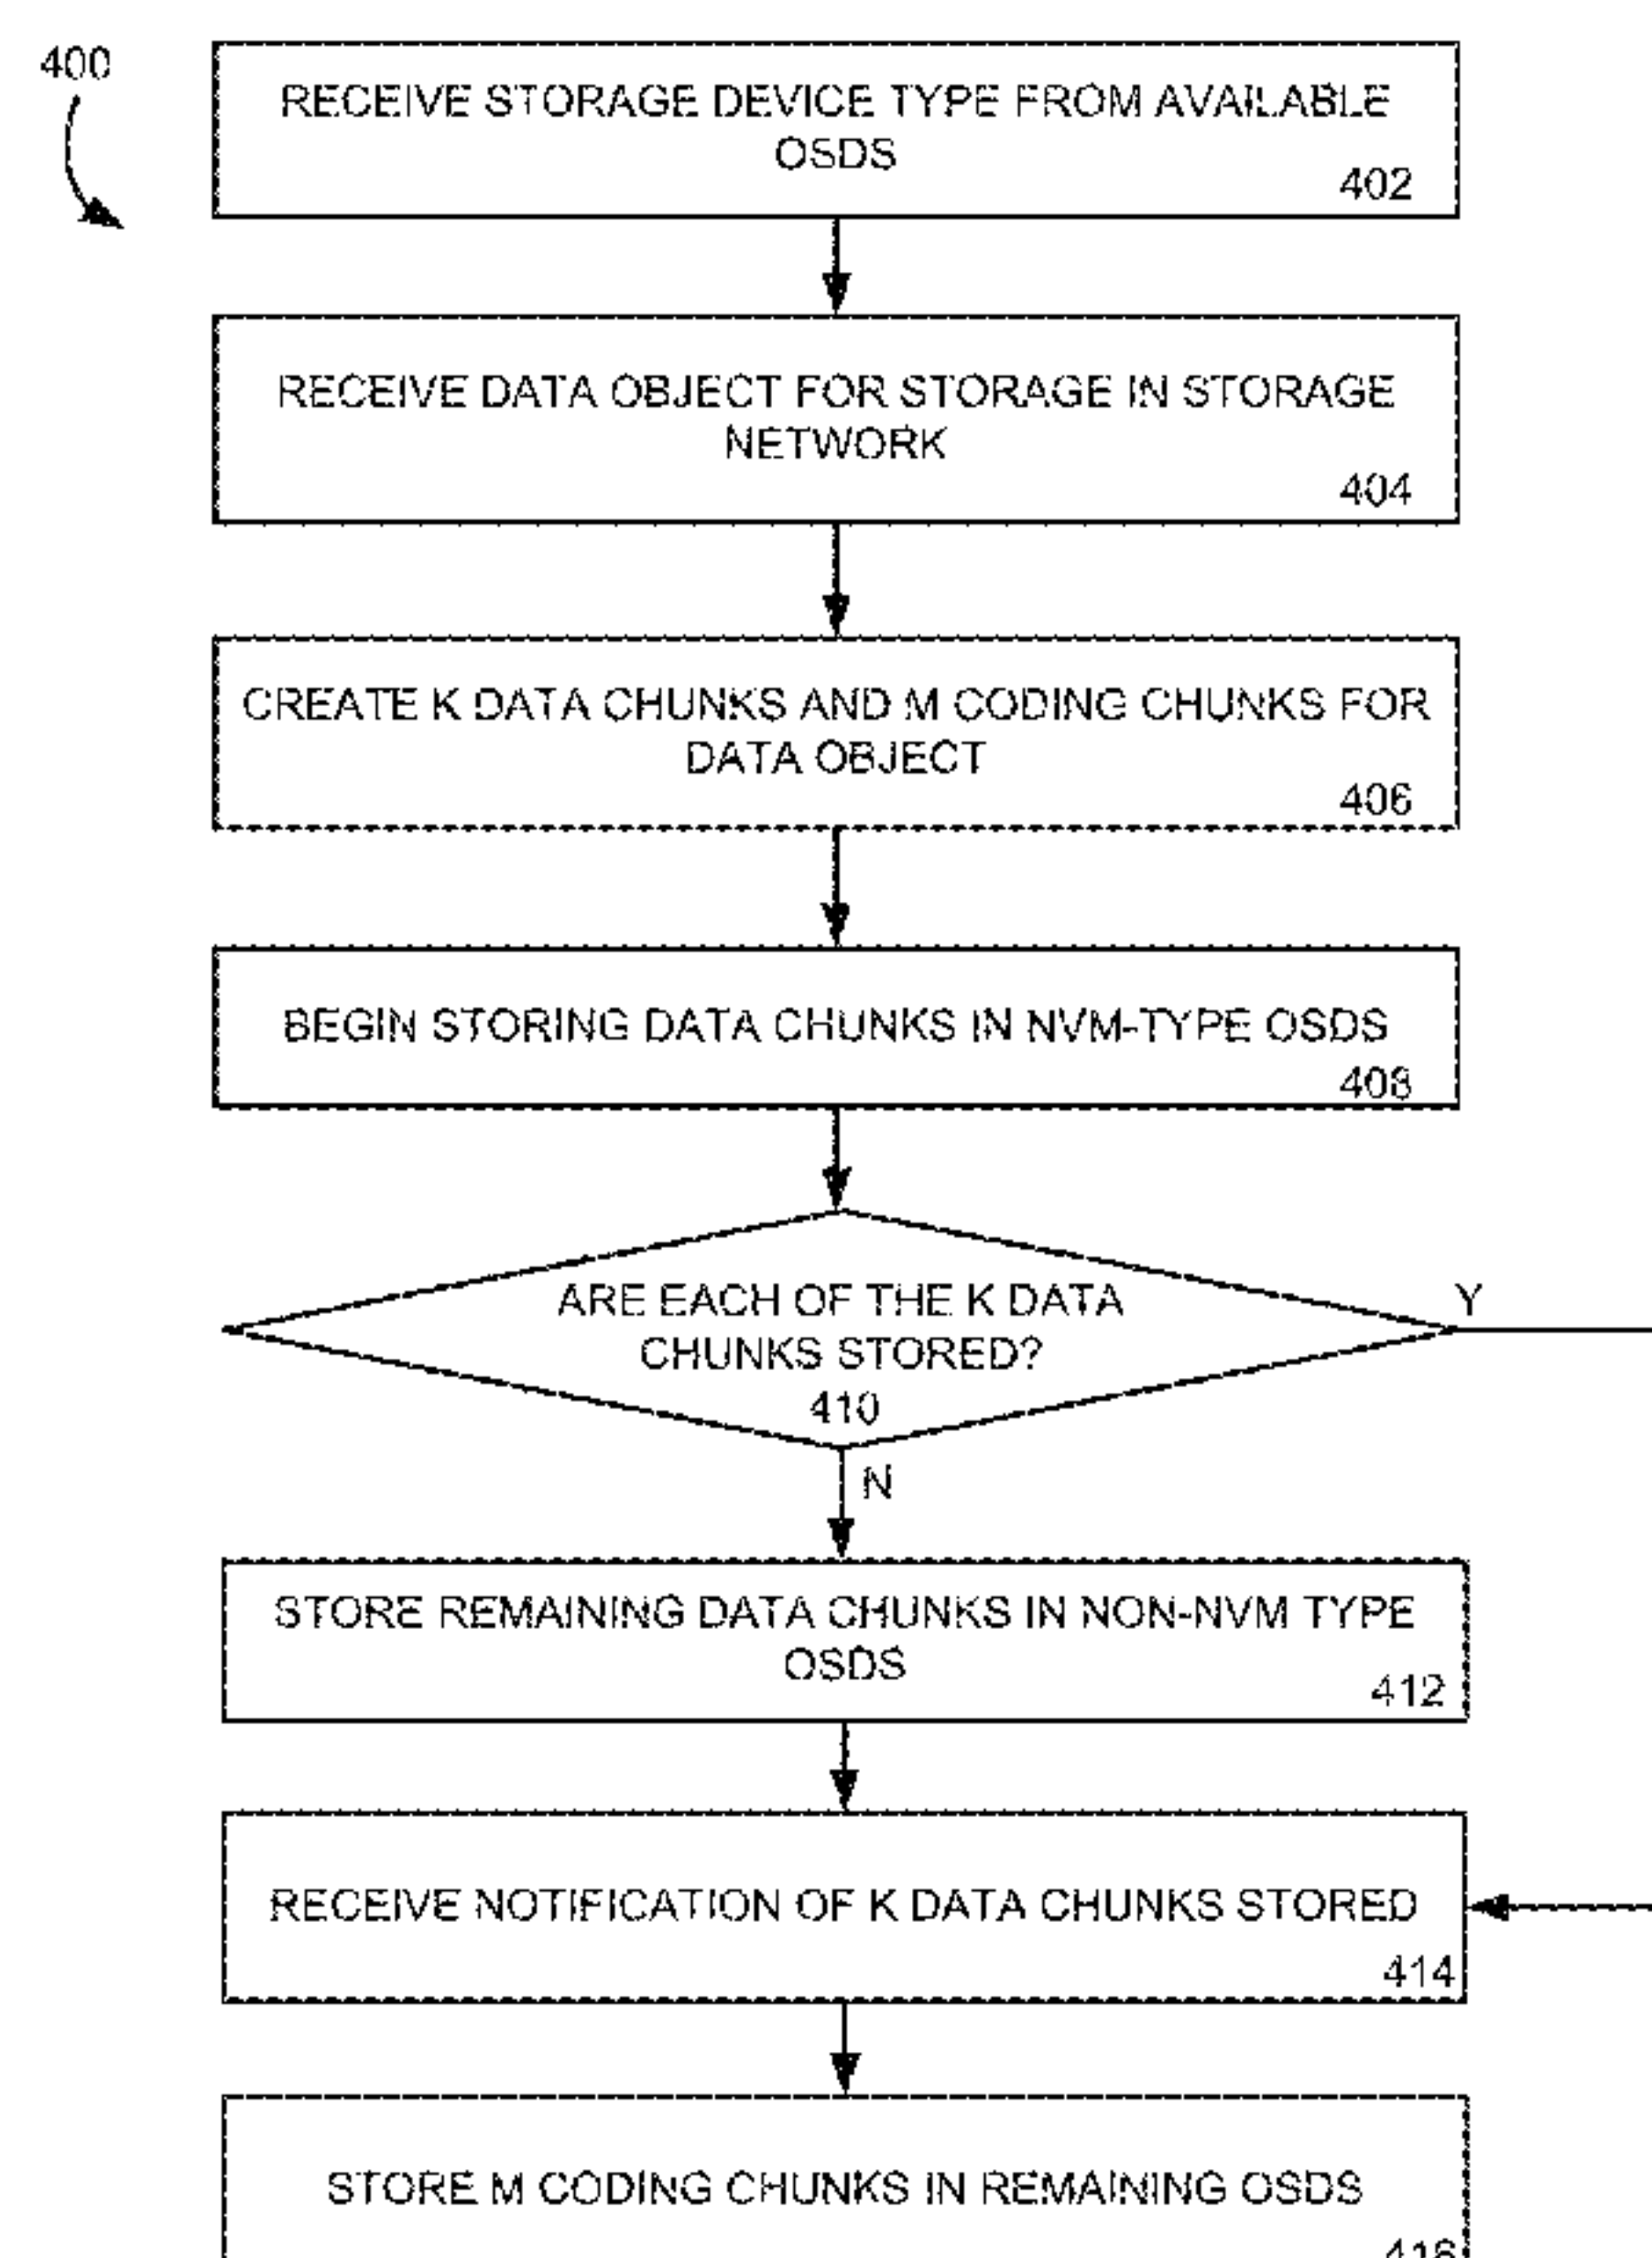 400
RECEIVE STORAGE DEVICE TYPE FROM AVAILABLE
OSDS
402
RECEIVE DATA OBJECT FOR STORAGE IN STORAGE
NETWORK
404
CREATE K DATA CHUNKS AND M CODING CHUNKS FOR
DATA OBJECT
406
BEGIN STORING DATA CHUNKS IN NVM-TYPE OSDS
408
ARE EACH OF THE K DATA
CHUNKS STORED?
410
Y
N
STORE REMAINING DATA CHUNKS IN NON-NVM TYPE
OSDS
412
RECEIVE NOTIFICATION OF K DATA CHUNKS STORED
414
STORE M CODING CHUNKS IN REMAINING OSDS
416